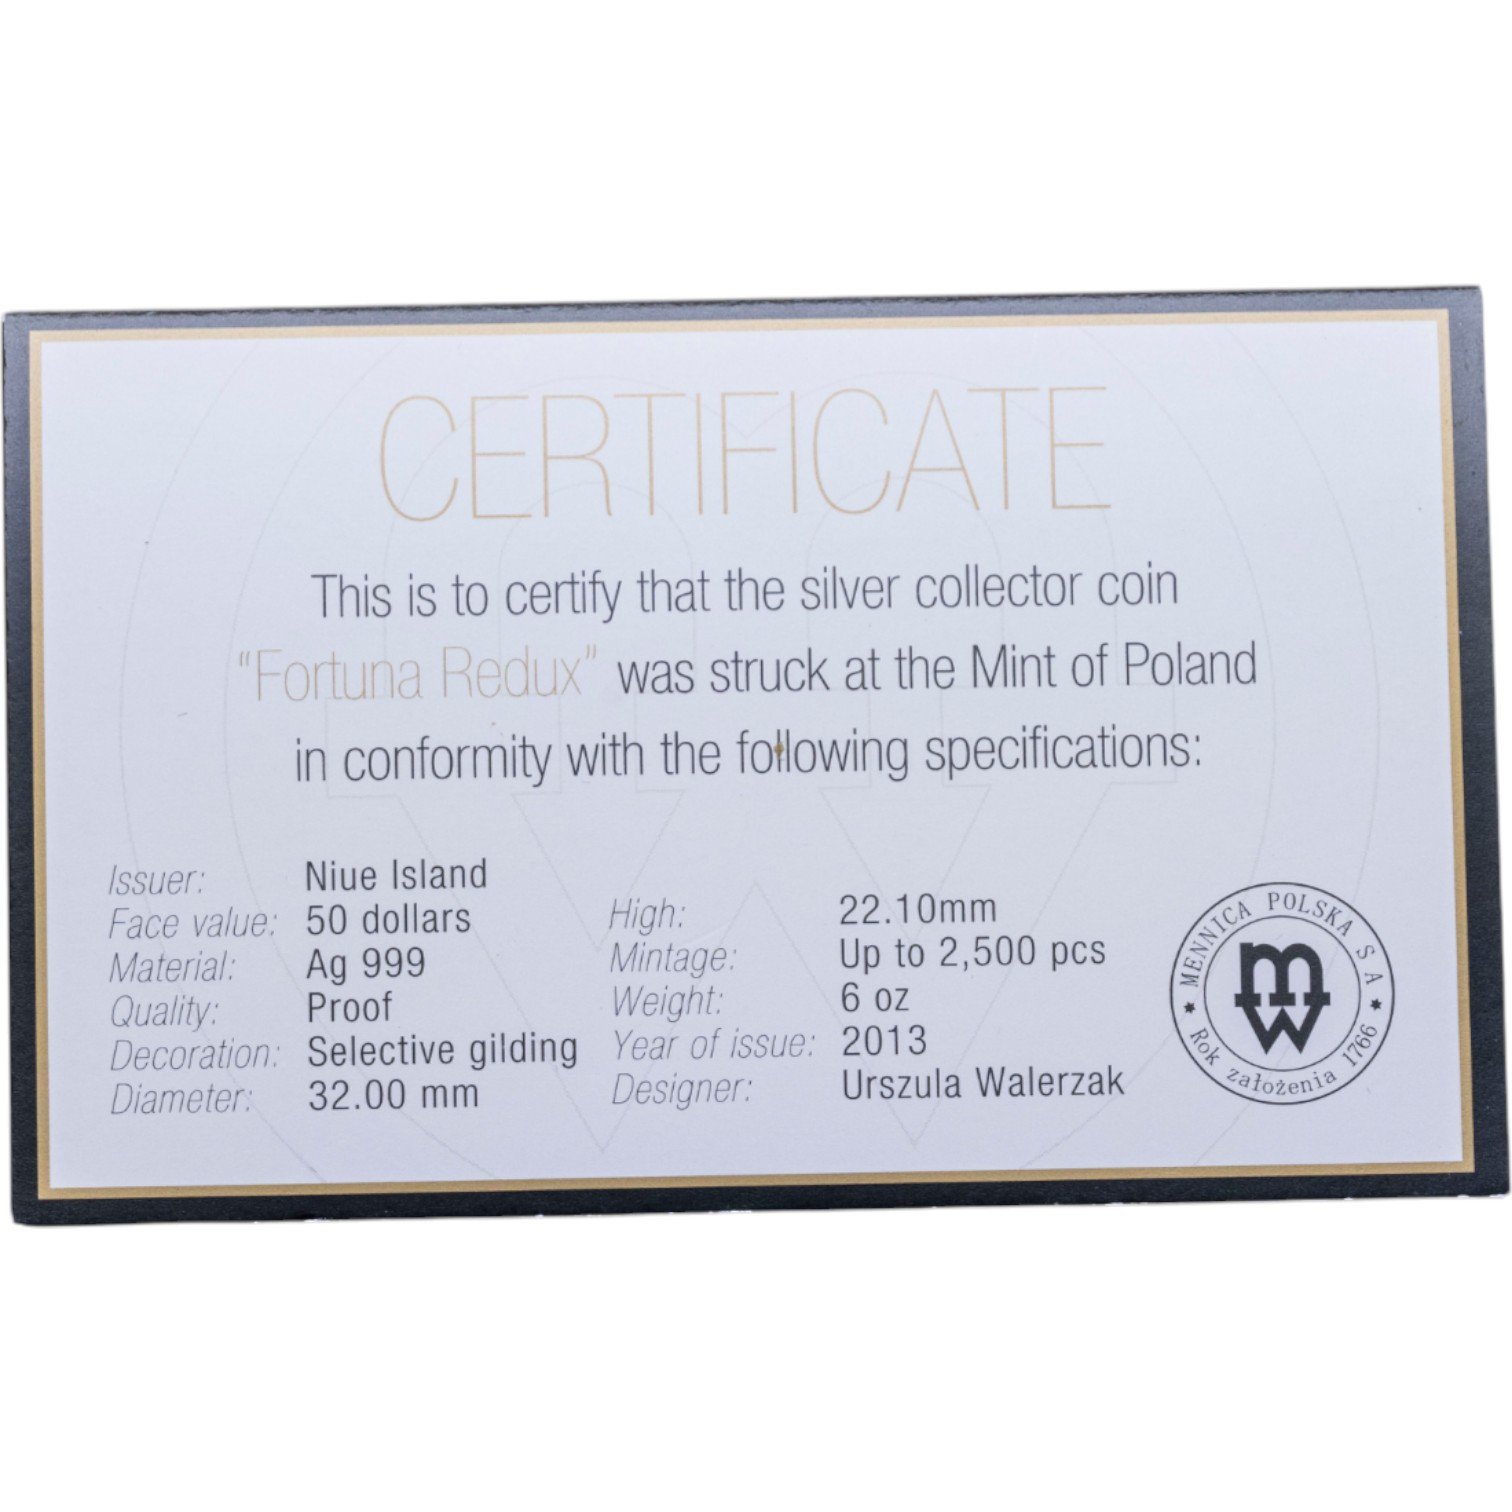 CERTIFICATE
This is to certify that the silver collector coin
"Fortuna Redux" was struck at the Mint of Poland
in conformity with the following specifications:
Issuer: Niue Island
Face value: 50 dollars
Material: Ag 999
Quality: Proof
Decoration: Selective gilding
Diameter: 32.00 mm
High: 22.10mm
Mintage: Up to 2,500 pcs
Weight: 6 oz
Year of issue: 2013
Designer: Urszula Walerzak
MENNICA POLSKA S A
mw
Rok założenia 1766